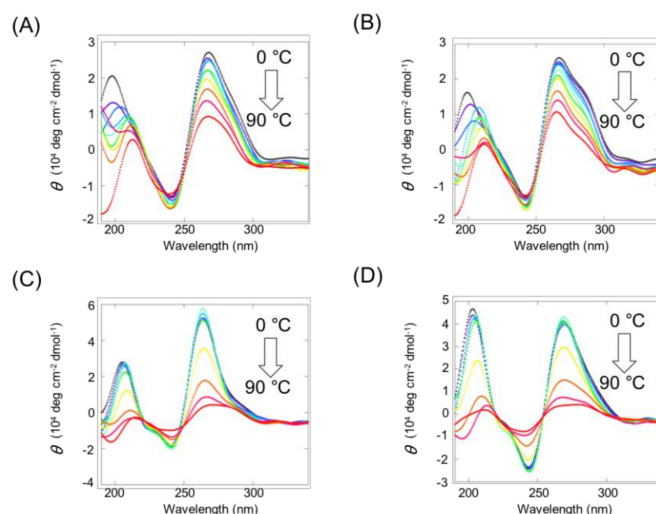 (A)
(B)
3
2
1
0
-1
-2
200
250
300
Wavelength (nm)
θ (10⁴ deg cm⁻² dmol⁻¹)
0 °C
90 °C
3
2
1
0
-1
-2
200
250
300
Wavelength (nm)
θ (10⁴ deg cm⁻² dmol⁻¹)
0 °C
90 °C
(C)
(D)
6
4
2
0
-2
-4
200
250
300
Wavelength (nm)
θ (10⁴ deg cm⁻² dmol⁻¹)
0 °C
90 °C
5
4
3
2
1
0
-1
-2
-3
200
250
300
Wavelength (nm)
θ (10⁴ deg cm⁻² dmol⁻¹)
0 °C
90 °C